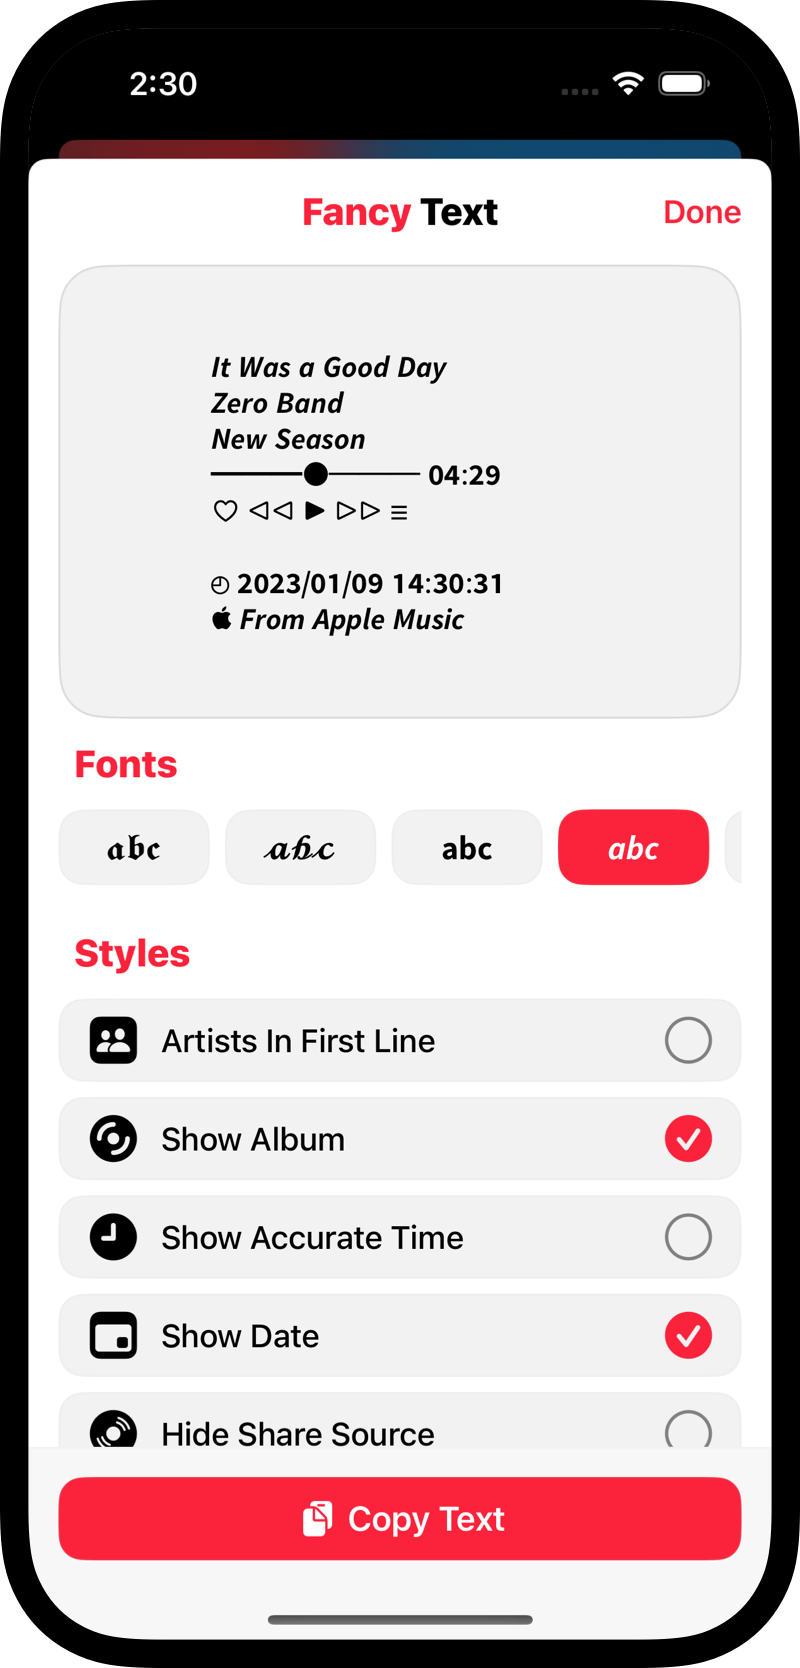 2:30
Fancy Text
Done
It Was a Good Day
Zero Band
New Season
04:29
♡ ◁◁ ▶ ▷▷ ≡
◴ 2023/01/09 14:30:31
 From Apple Music
Fonts
𝖆𝖇𝖈 𝓪𝓫𝓬 abc abc
Styles
Artists In First Line
Show Album
Show Accurate Time
Show Date
Hide Share Source
Copy Text